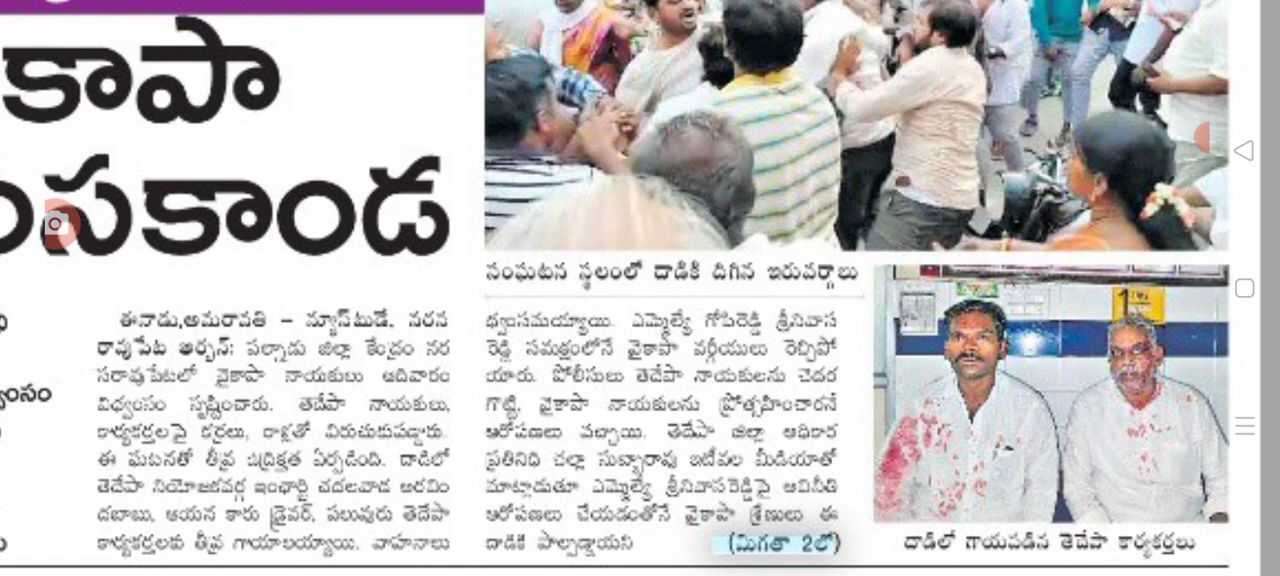 కాపా
ంసకాండ
సంఘటన స్థలంలో దాడికి దిగిన ఇరువర్గాలు
ఈనాడు,అమరావతి – న్యూస్‌టుడే, నరస
రావుపేట అర్బన్: పల్నాడు జిల్లా కేంద్రం నర
సరావుపేటలో వైకాపా నాయకులు ఆదివారం
విధ్వంసం సృష్టించారు. తెదేపా నాయకులు,
కార్యకర్తలపై కర్రలు, రాళ్లతో విరుచుకుపడ్డారు.
ఈ ఘటనతో తీవ్ర ఉద్రిక్తత ఏర్పడింది. దాడిలో
తెదేపా నియోజకవర్గ ఇంఛార్జి చదలవాడ అరవిం
దబాబు, ఆయన కారు డ్రైవర్, పలువురు తెదేపా
కార్యకర్తలకు తీవ్ర గాయాలయ్యాయి. వాహనాలు
ధ్వంసమయ్యాయి. ఎమ్మెల్యే గోపిరెడ్డి శ్రీనివాస
రెడ్డి సమక్షంలోనే వైకాపా వర్గీయులు రెచ్చిపో
యారు. పోలీసులు తెదేపా నాయకులను చెదర
గొట్టి, వైకాపా నాయకులను ప్రోత్సహించారనే
ఆరోపణలు వచ్చాయి. తెదేపా జిల్లా అధికార
ప్రతినిధి చల్లా సుబ్బారావు ఇటీవల మీడియాతో
మాట్లాడుతూ ఎమ్మెల్యే శ్రీనివాసరెడ్డిపై అవినీతి
ఆరోపణలు చేయడంతోనే వైకాపా శ్రేణులు ఈ
దాడికి పాల్పడ్డాయని (మిగతా 2లో)
దాడిలో గాయపడిన తెదేపా కార్యకర్తలు
ంసం